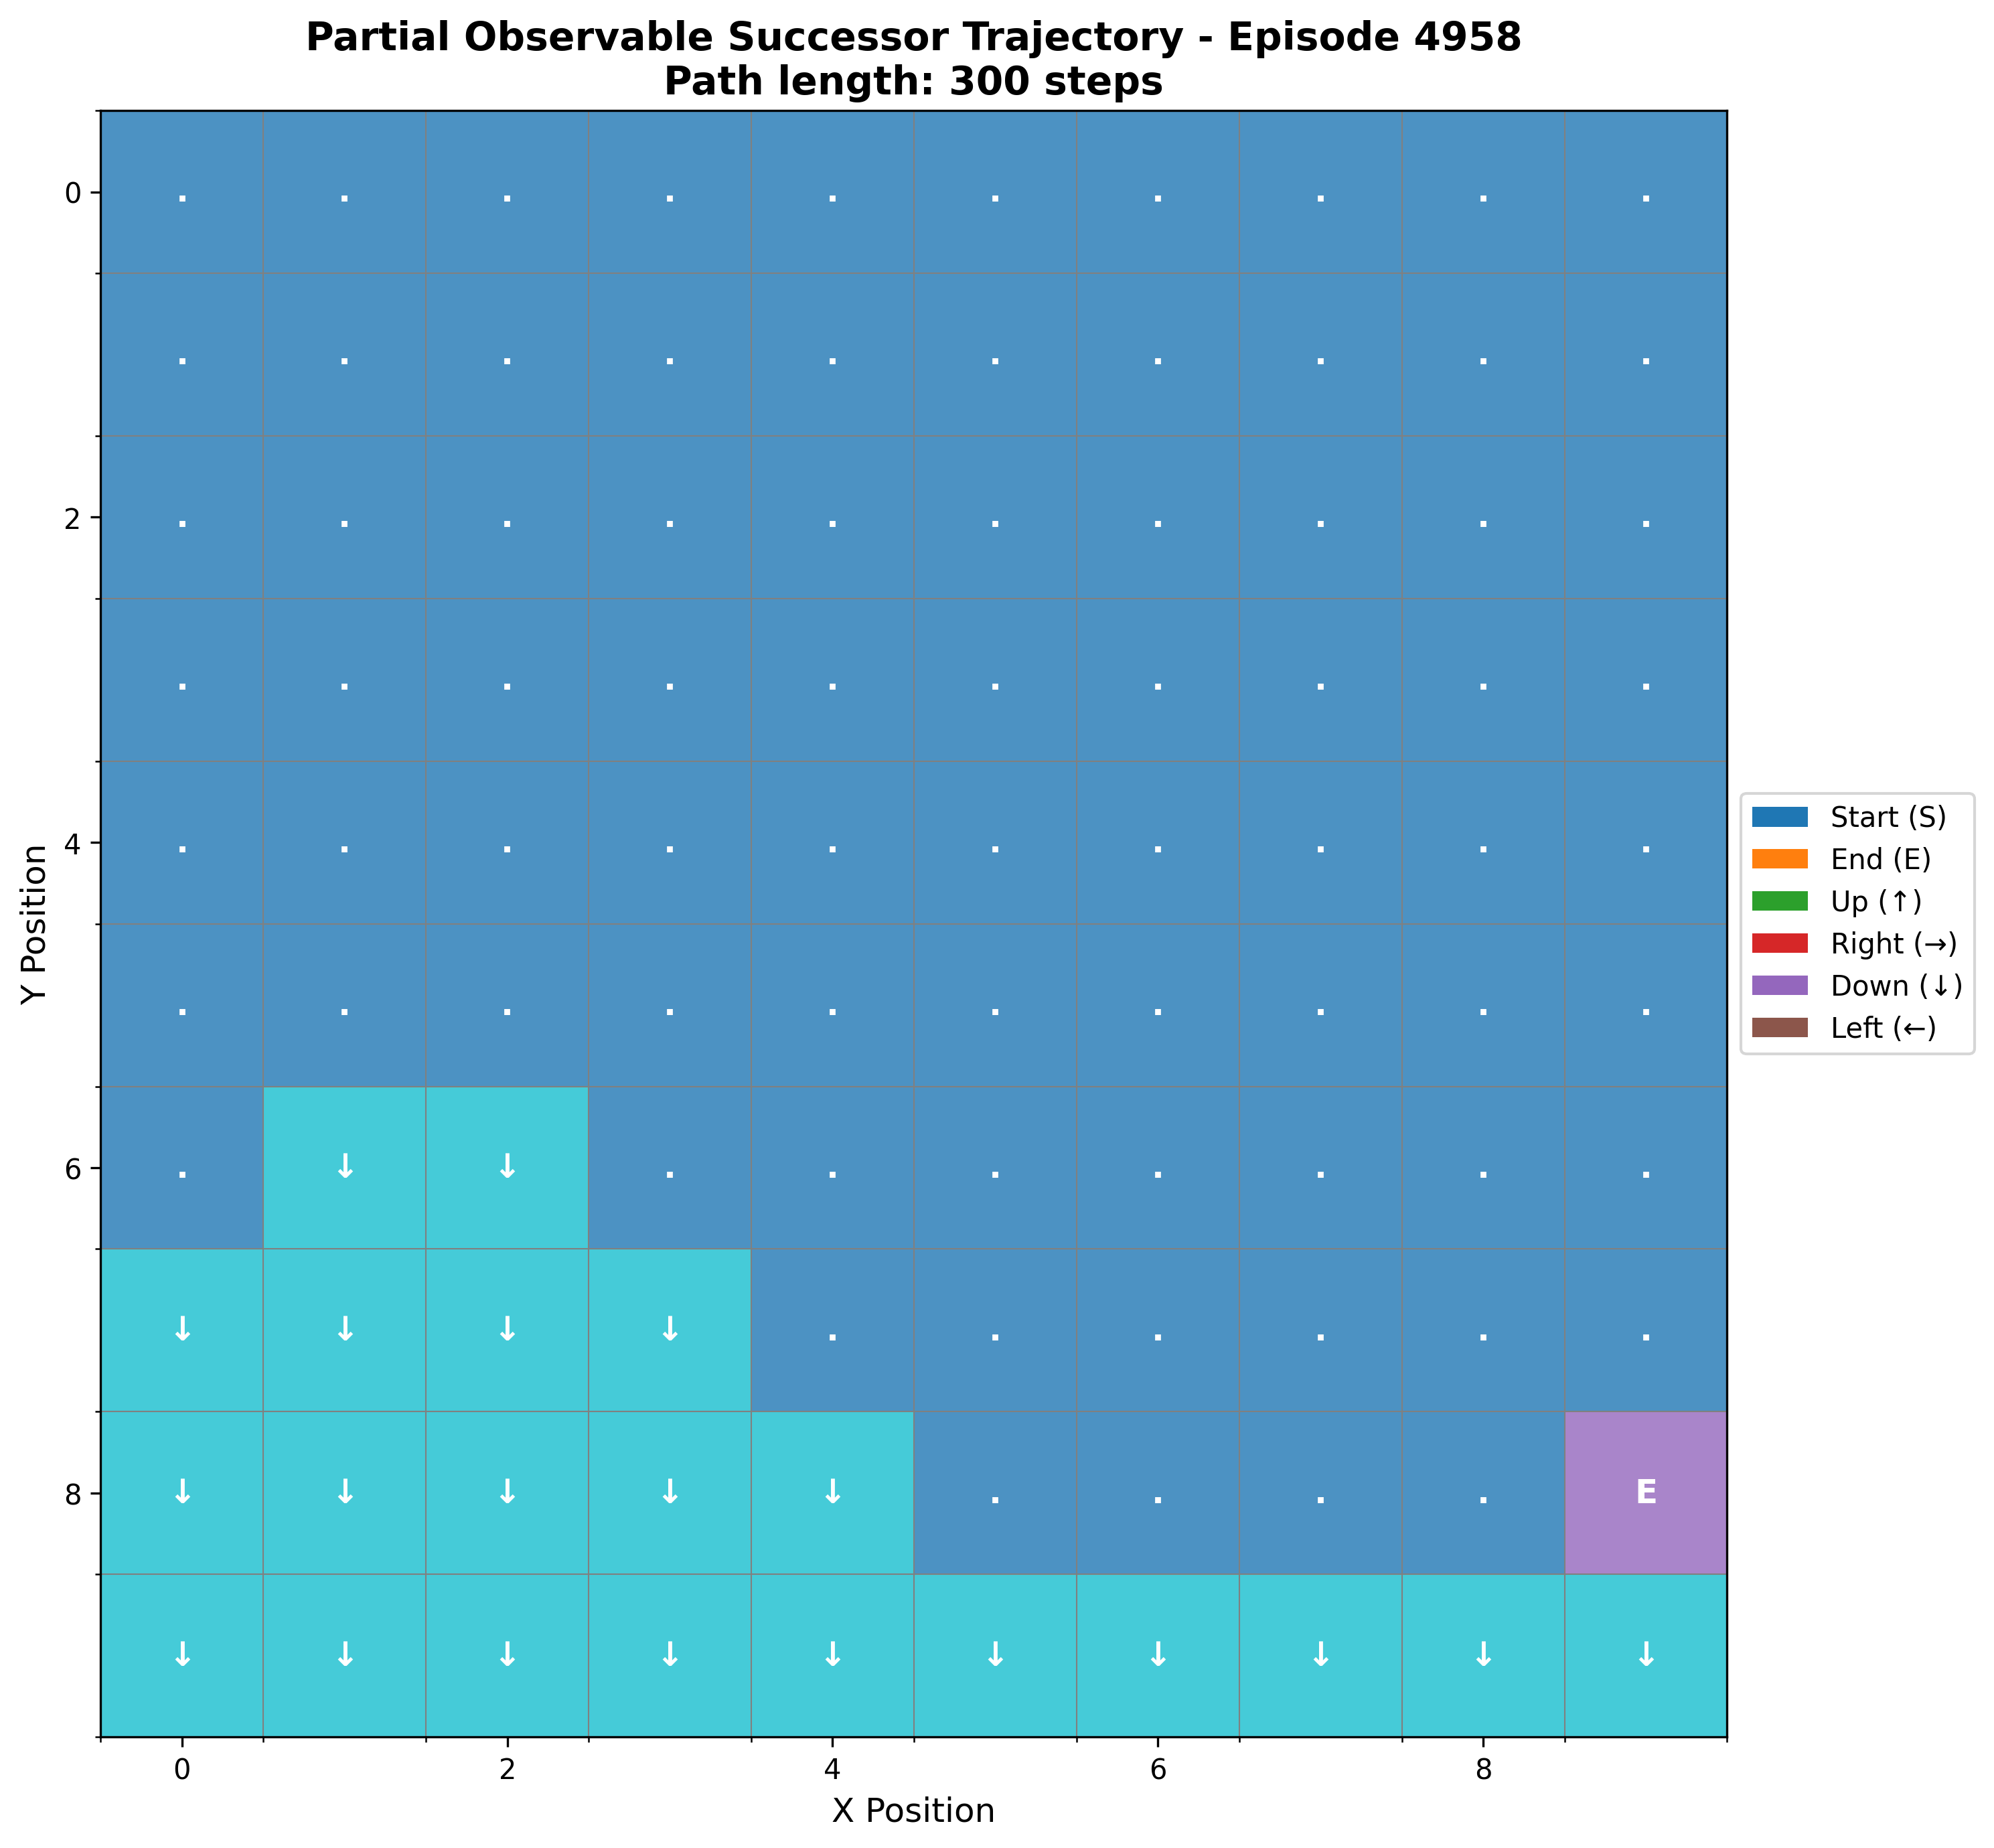 Partial Observable Successor Trajectory - Episode 4958
Path length: 300 steps
0 . . . . . . . . . .
. . . . . . . . . .
2 . . . . . . . . . .
. . . . . . . . . .
4 . . . . . . . . . .
. . . . . . . . . .
6 . ↓ ↓ . . . . . . .
↓ ↓ ↓ ↓ . . . . . .
8 ↓ ↓ ↓ ↓ ↓ . . . . E
↓ ↓ ↓ ↓ ↓ ↓ ↓ ↓ ↓ ↓
0 2 4 6 8
X Position
Y Position
Start (S)
End (E)
Up (↑)
Right (→)
Down (↓)
Left (←)